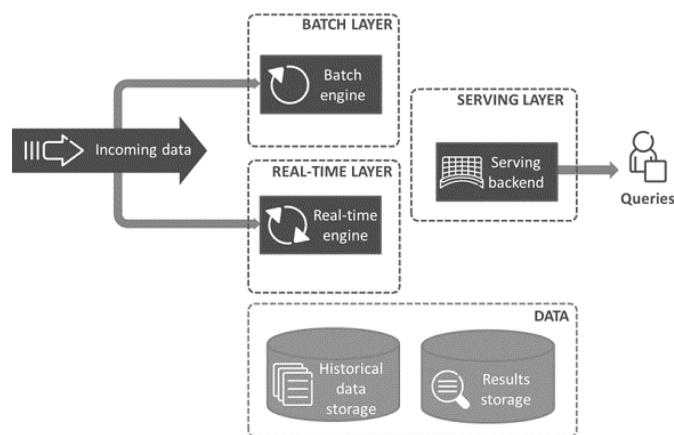 BATCH LAYER
Batch
engine
Incoming data
REAL-TIME LAYER
Real-time
engine
SERVING LAYER
Serving
backend
Queries
DATA
Historical
data
storage
Results
storage